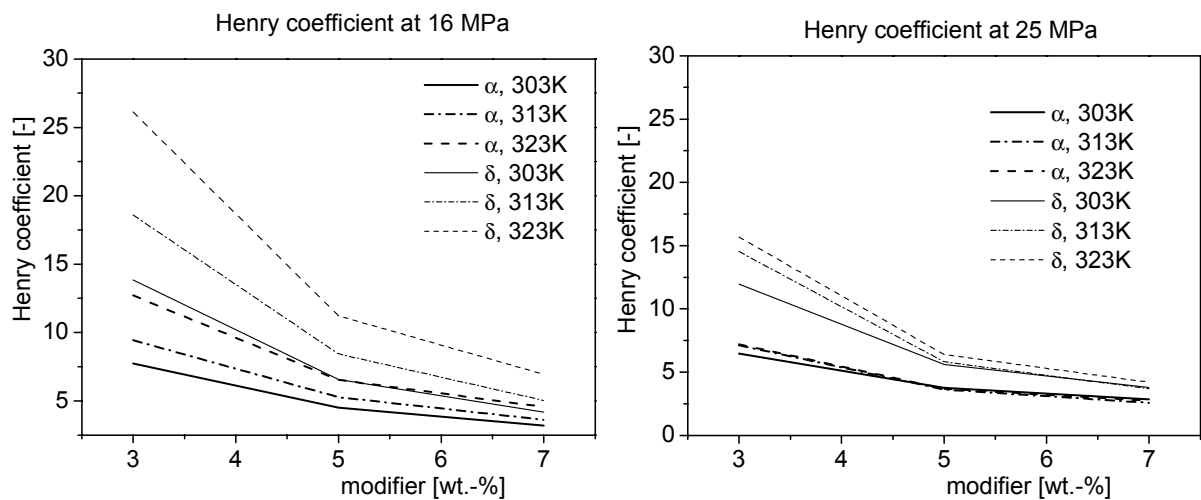 Henry coefficient at 16 MPa
30
25
20
15
10
5
Henry coefficient [-]
α, 303K
α, 313K
α, 323K
δ, 303K
δ, 313K
δ, 323K
3 4 5 6 7
modifier [wt.-%]
Henry coefficient at 25 MPa
30
25
20
15
10
5
0
Henry coefficient [-]
α, 303K
α, 313K
α, 323K
δ, 303K
δ, 313K
δ, 323K
3 4 5 6 7
modifier [wt.-%]